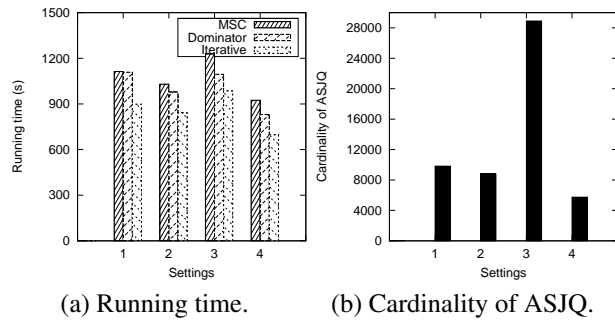 1500
1200
900
600
300
0
Running time (s)
MSC
Dominator
Iterative
1 2 3 4
Settings
(a) Running time.
28000
24000
20000
16000
12000
8000
4000
0
Cardinality of ASJQ
1 2 3 4
Settings
(b) Cardinality of ASJQ.